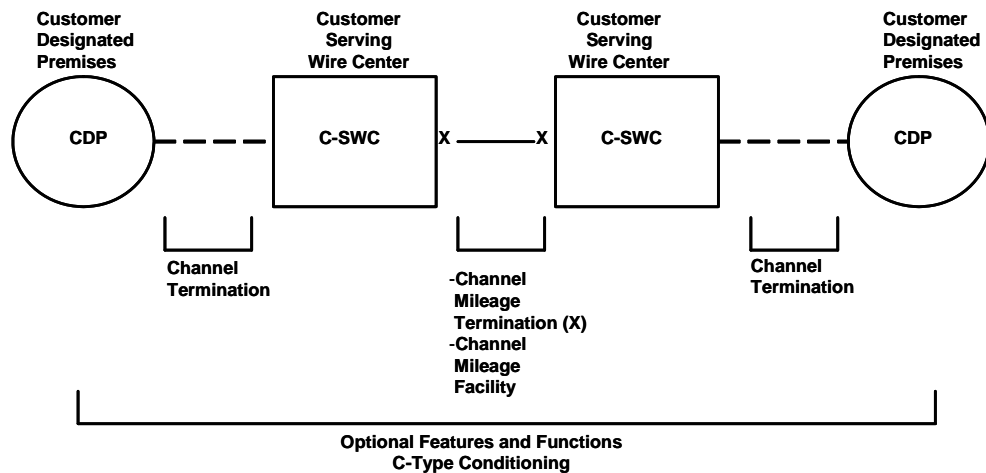 Customer
Designated
Premises
Customer
Serving
Wire Center
Customer
Serving
Wire Center
Customer
Designated
Premises
CDP
C-SWC
X
X
C-SWC
CDP
Channel
Termination
-Channel
Mileage
Termination (X)
-Channel
Mileage
Facility
Channel
Termination
Optional Features and Functions
C-Type Conditioning